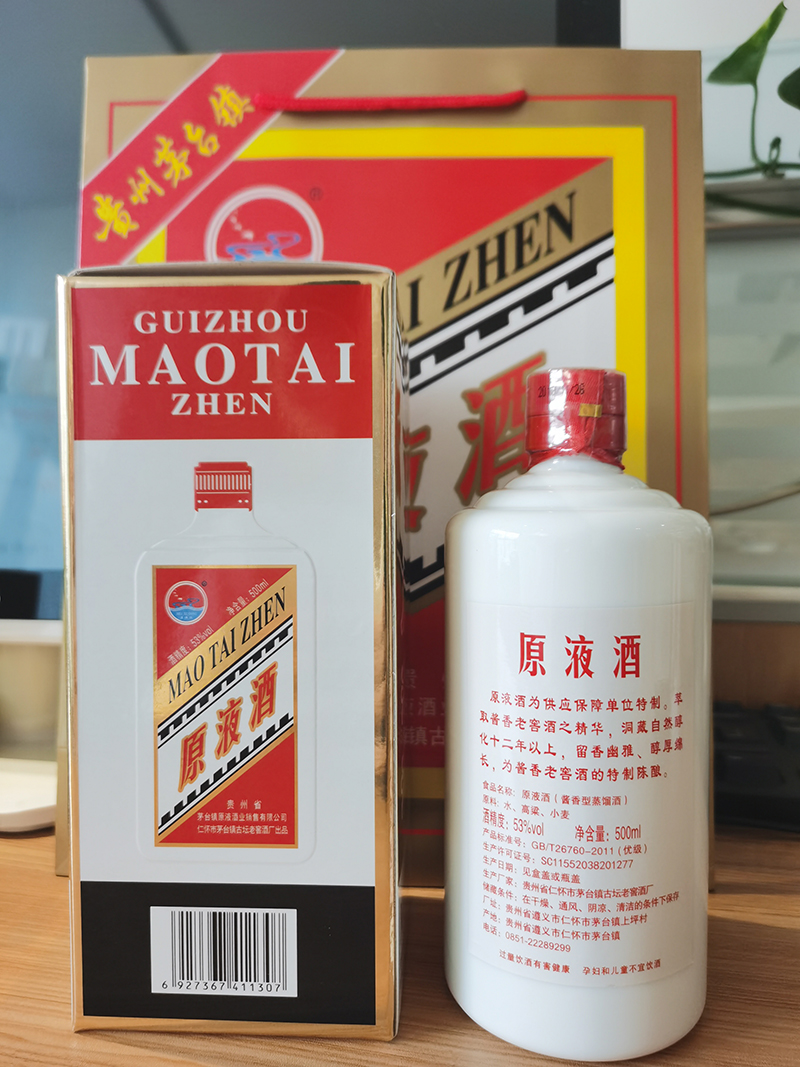 贵州茅台镇
®
I ZHEN
酒
GUIZHOU
MAOTAI
ZHEN
酒精度：53%vol 净含量：500ml
MAO TAI ZHEN
原液酒
贵州省
茅台镇原液酒业销售有限公司
仁怀市茅台镇古坛老窖酒厂出品
6 927367 411307
原液酒
原液酒为供应保障单位特制。萃
取酱香老窖酒之精华，洞藏自然醇
化十二年以上，留香幽雅、醇厚绵
长，为酱香老窖酒的特制陈酿。
食品名称：原液酒（酱香型蒸馏酒）
原料：水、高粱、小麦
酒精度：53%vol 净含量：500ml
产品标准号：GB/T26760-2011（优级）
生产许可证号：SC11552038201277
生产日期：见盒盖或瓶盖
生产厂家：贵州省仁怀市茅台镇古坛老窖酒厂
储藏条件：在干燥、通风、阴凉、清洁的条件下保存
厂址：贵州省遵义市仁怀市茅台镇上坪村
产地：贵州省遵义市仁怀市茅台镇
电话：0851-22289299
过量饮酒有害健康 孕妇和儿童不宜饮酒